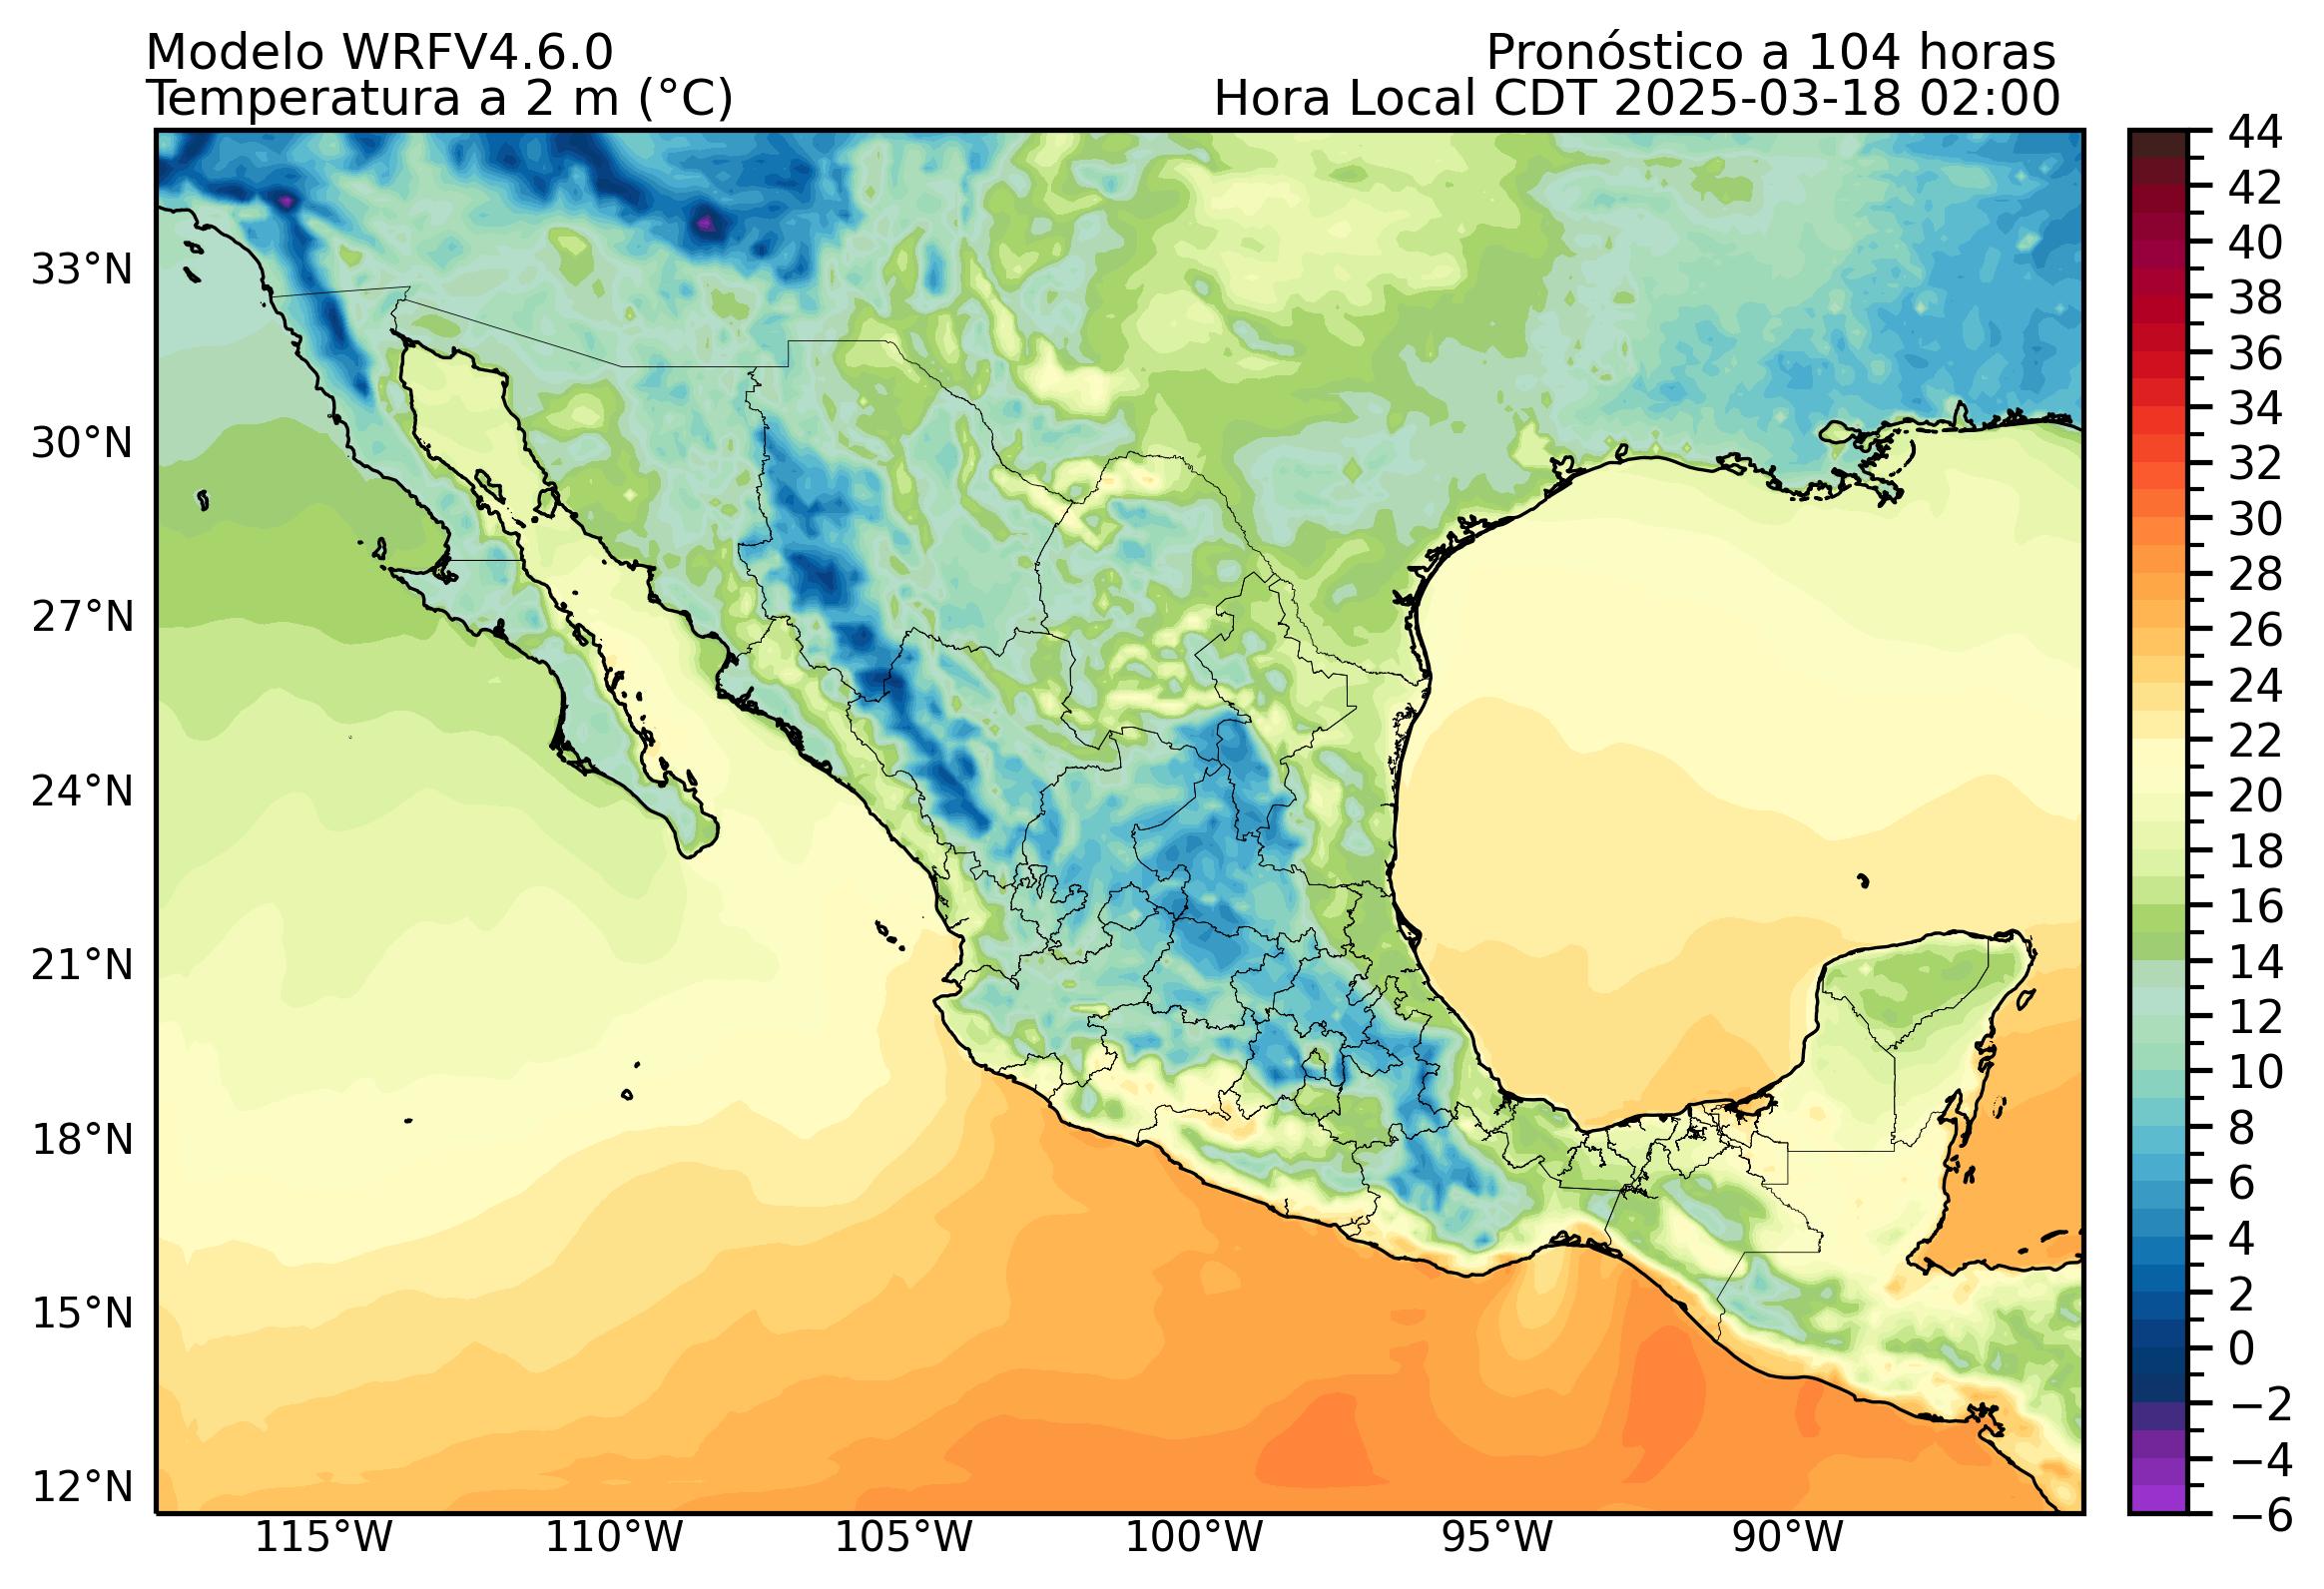 Modelo WRFV4.6.0
Pronóstico a 104 horas
Temperatura a 2 m (°C)
Hora Local CDT 2025-03-18 02:00
44
42
40
38
36
34
32
30
28
26
24
22
20
18
16
14
12
10
8
6
4
2
0
−2
−4
−6
33°N
30°N
27°N
24°N
21°N
18°N
15°N
12°N
115°W 110°W 105°W 100°W 95°W 90°W